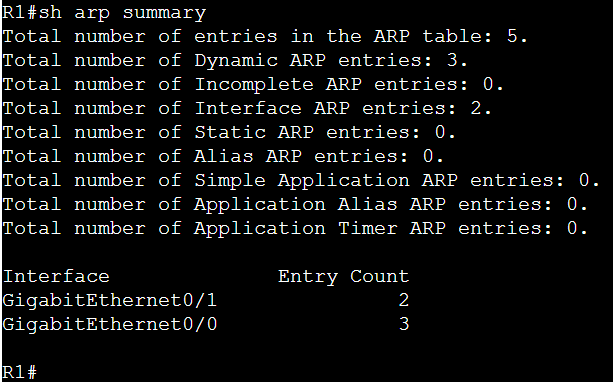 R1#sh arp summary
Total number of entries in the ARP table: 5.
Total number of Dynamic ARP entries: 3.
Total number of Incomplete ARP entries: 0.
Total number of Interface ARP entries: 2.
Total number of Static ARP entries: 0.
Total number of Alias ARP entries: 0.
Total number of Simple Application ARP entries: 0.
Total number of Application Alias ARP entries: 0.
Total number of Application Timer ARP entries: 0.
Interface Entry Count
GigabitEthernet0/1 2
GigabitEthernet0/0 3
R1#